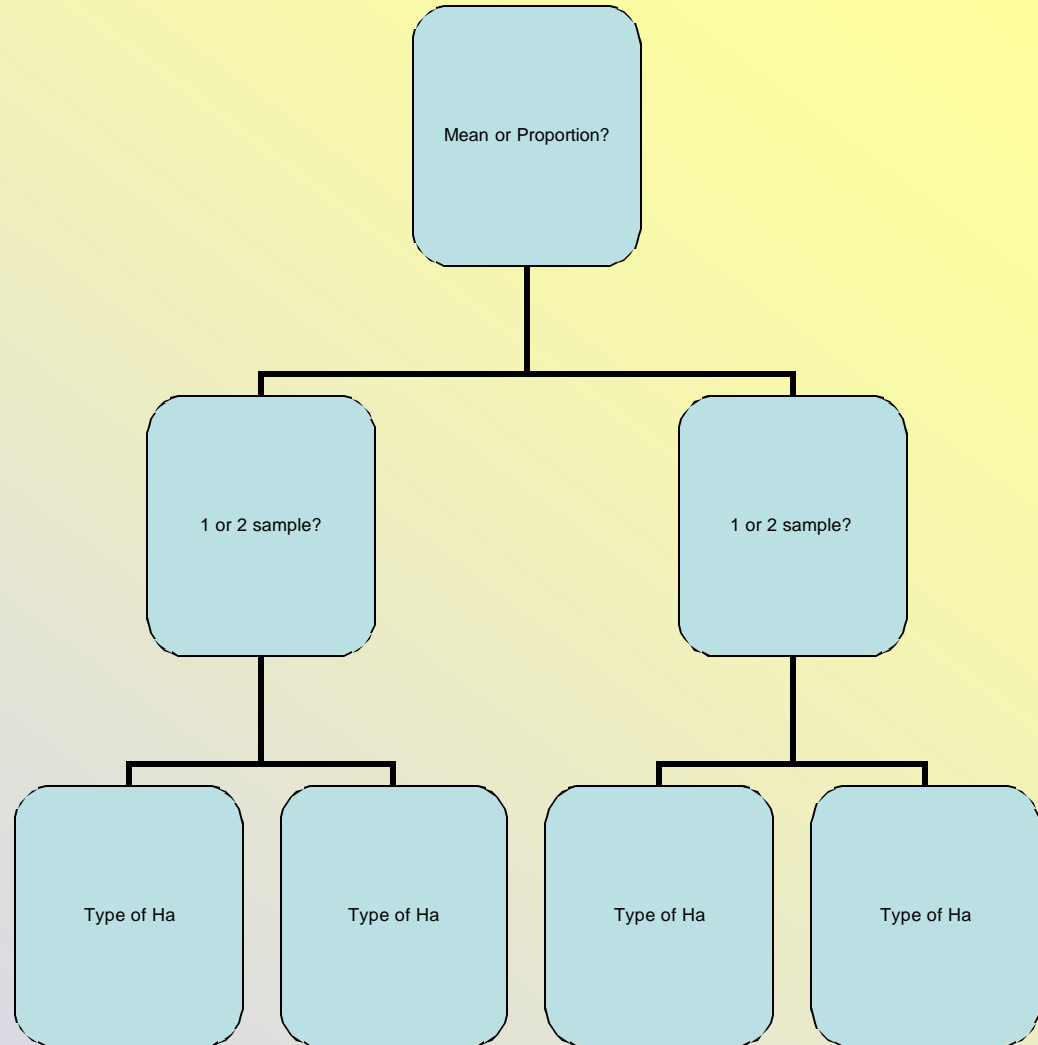 Mean or Proportion?
1 or 2 sample?
1 or 2 sample?
Type of Ha
Type of Ha
Type of Ha
Type of Ha